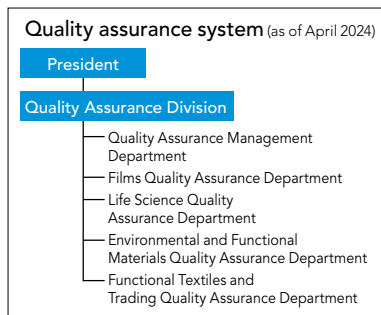 Quality assurance system (as of April 2024)
President
Quality Assurance Division
Quality Assurance Management
Department
Films Quality Assurance Department
Life Science Quality
Assurance Department
Environmental and Functional
Materials Quality Assurance Department
Functional Textiles and
Trading Quality Assurance Department